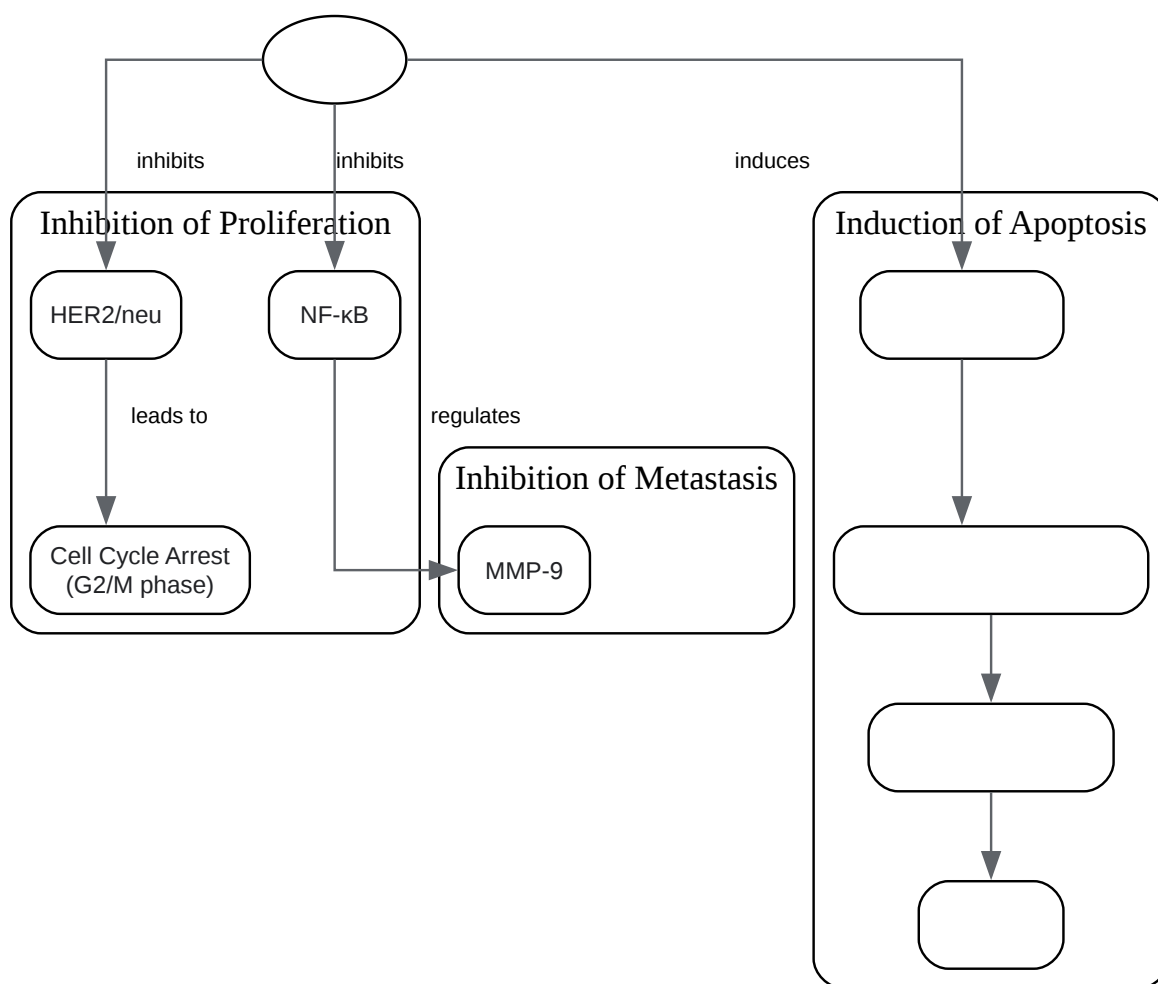 inhibits
inhibits
induces
Inhibition of Proliferation
Induction of Apoptosis
HER2/neu
NF-κB
leads to
regulates
Inhibition of Metastasis
Cell Cycle Arrest
(G2/M phase)
MMP-9